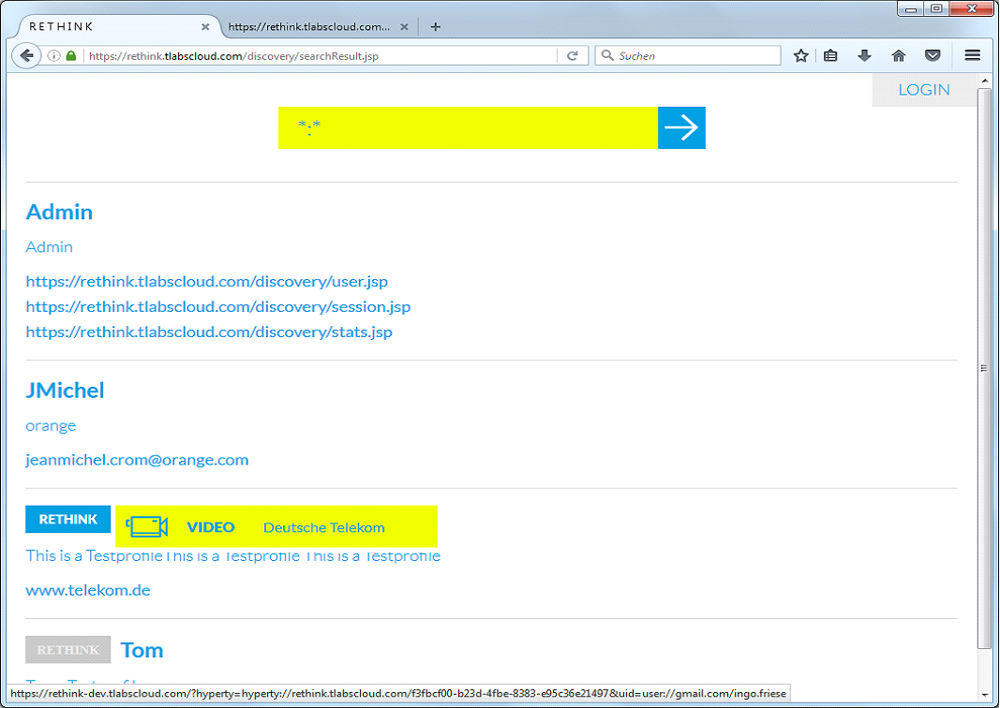 RETHINK
https://rethink.tlabscloud.com...
https://rethink.tlabscloud.com/discovery/searchResult.jsp
Suchen
LOGIN
*:*
Admin
Admin
https://rethink.tlabscloud.com/discovery/user.jsp
https://rethink.tlabscloud.com/discovery/session.jsp
https://rethink.tlabscloud.com/discovery/stats.jsp
JMichel
orange
jeanmichel.crom@orange.com
RETHINK VIDEO Deutsche Telekom
This is a TestprofileThis is a Testprofile This is a Testprofile
www.telekom.de
RETHINK Tom
https://rethink-dev.tlabscloud.com/?hyperty=hyperty://rethink.tlabscloud.com/f3fbcf00-b23d-4fbe-8383-e95c36e21497&uid=user://gmail.com/ingo.friese